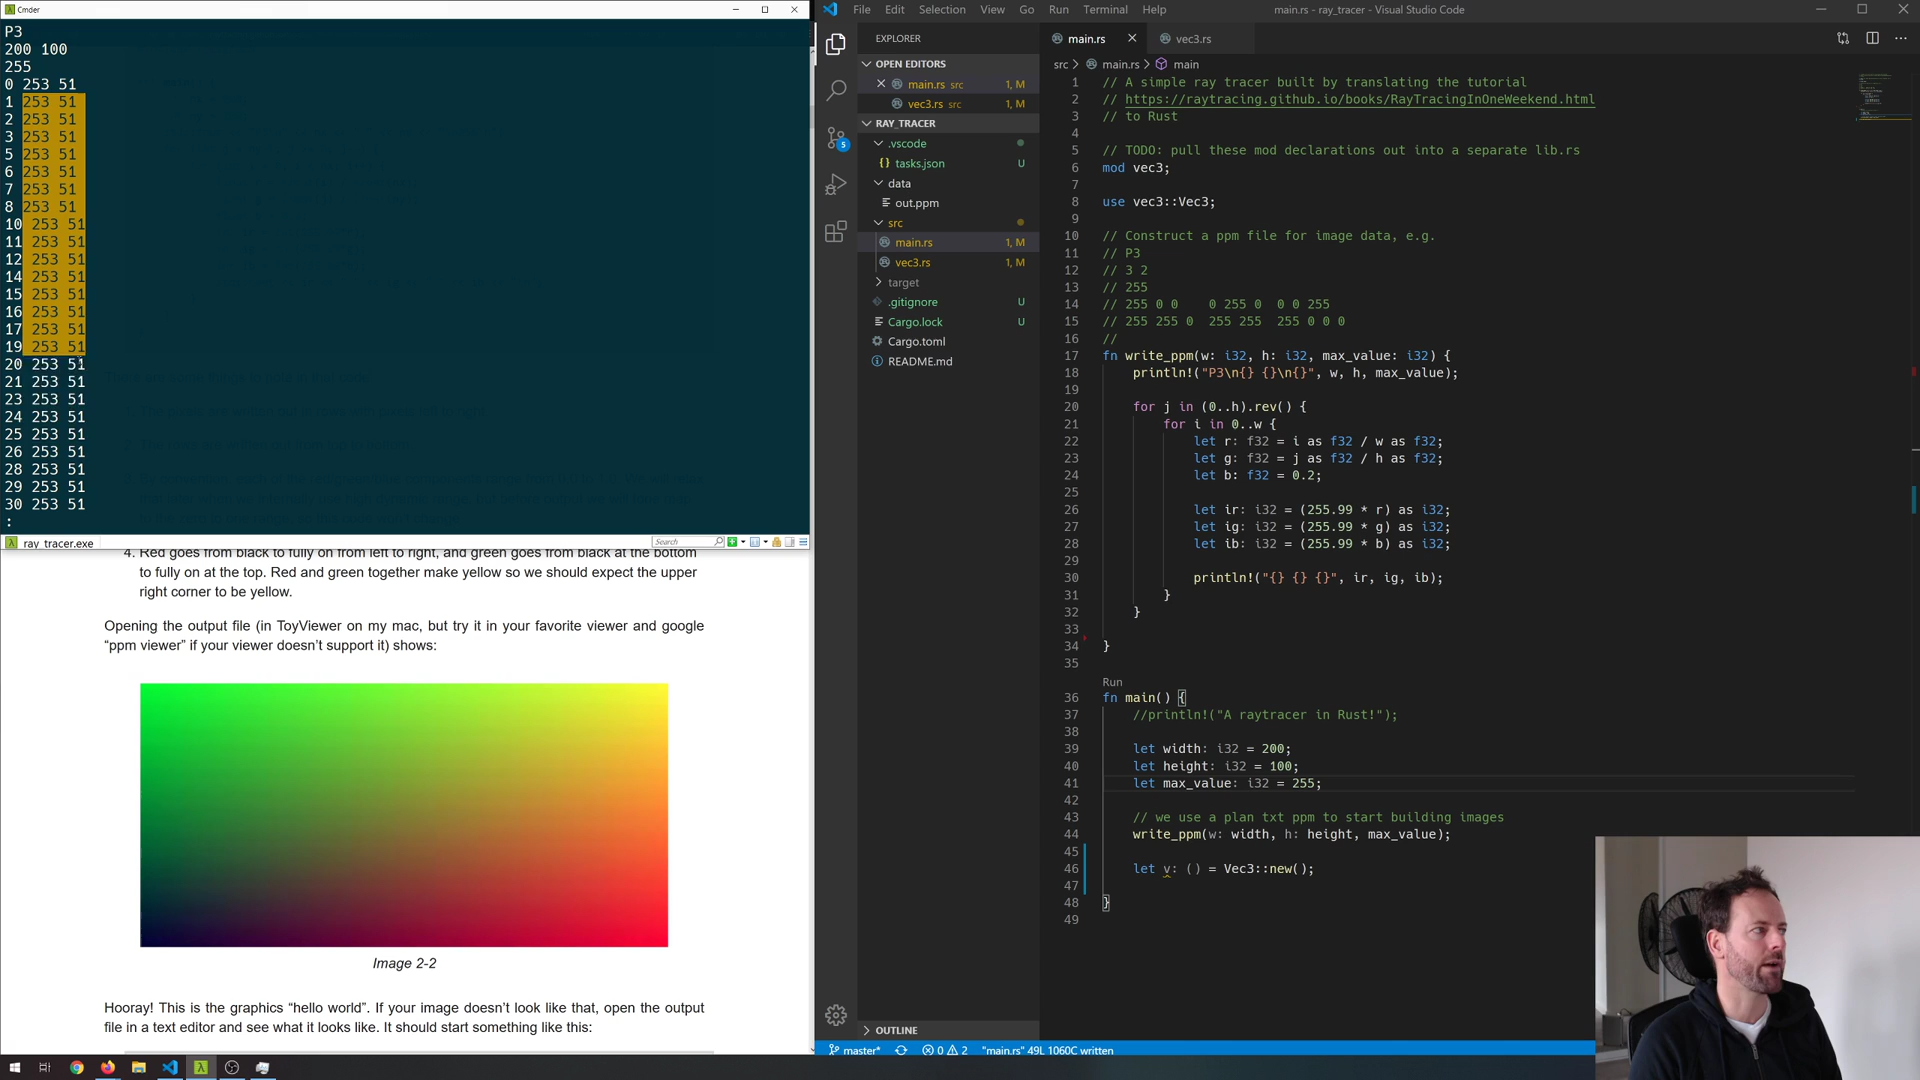 Cmder
P3
200 100
255
0 253 51
1 253 51
2 253 51
3 253 51
5 253 51
6 253 51
7 253 51
8 253 51
10 253 51
11 253 51
12 253 51
14 253 51
15 253 51
16 253 51
17 253 51
19 253 51
20 253 51
21 253 51
23 253 51
24 253 51
25 253 51
26 253 51
28 253 51
29 253 51
30 253 51
:
ray_tracer.exe
Search
4. Red goes from black to fully on from left to right, and green goes from black at the bottom
to fully on at the top. Red and green together make yellow so we should expect the upper
right corner to be yellow.
Opening the output file (in ToyViewer on my mac, but try it in your favorite viewer and google
“ppm viewer” if your viewer doesn’t support it) shows:
Image 2-2
Hooray! This is the graphics “hello world”. If your image doesn’t look like that, open the output
file in a text editor and see what it looks like. It should start something like this:
File Edit Selection View Go Run Terminal Help
main.rs - ray_tracer - Visual Studio Code
EXPLORER
OPEN EDITORS
main.rs src 1, M
vec3.rs src 1, M
RAY_TRACER
.vscode
tasks.json U
data
out.ppm
src
main.rs 1, M
vec3.rs 1, M
target
.gitignore U
Cargo.lock U
Cargo.toml
README.md
5
OUTLINE
main.rs
vec3.rs
src > main.rs > main
1 // A simple ray tracer built by translating the tutorial
2 // https://raytracing.github.io/books/RayTracingInOneWeekend.html
3 // to Rust
4
5 // TODO: pull these mod declarations out into a separate lib.rs
6 mod vec3;
7
8 use vec3::Vec3;
9
10 // Construct a ppm file for image data, e.g.
11 // P3
12 // 3 2
13 // 255
14 // 255 0 0    0 255 0  0 0 255
15 // 255 255 0  255 255  255 0 0 0
16 //
17 fn write_ppm(w: i32, h: i32, max_value: i32) {
18 println!("P3\n{} {}\n{}", w, h, max_value);
19
20 for j in (0..h).rev() {
21 for i in 0..w {
22 let r: f32 = i as f32 / w as f32;
23 let g: f32 = j as f32 / h as f32;
24 let b: f32 = 0.2;
25
26 let ir: i32 = (255.99 * r) as i32;
27 let ig: i32 = (255.99 * g) as i32;
28 let ib: i32 = (255.99 * b) as i32;
29
30 println!("{} {} {}", ir, ig, ib);
31 }
32 }
33
34 }
35
Run
36 fn main() {
37 //println!("A raytracer in Rust!");
38
39 let width: i32 = 200;
40 let height: i32 = 100;
41 let max_value: i32 = 255;
42
43 // we use a plan txt ppm to start building images
44 write_ppm(w: width, h: height, max_value);
45
46 let v: () = Vec3::new();
47
48 }
49
master* 0 2 "main.rs" 49L 1060C written